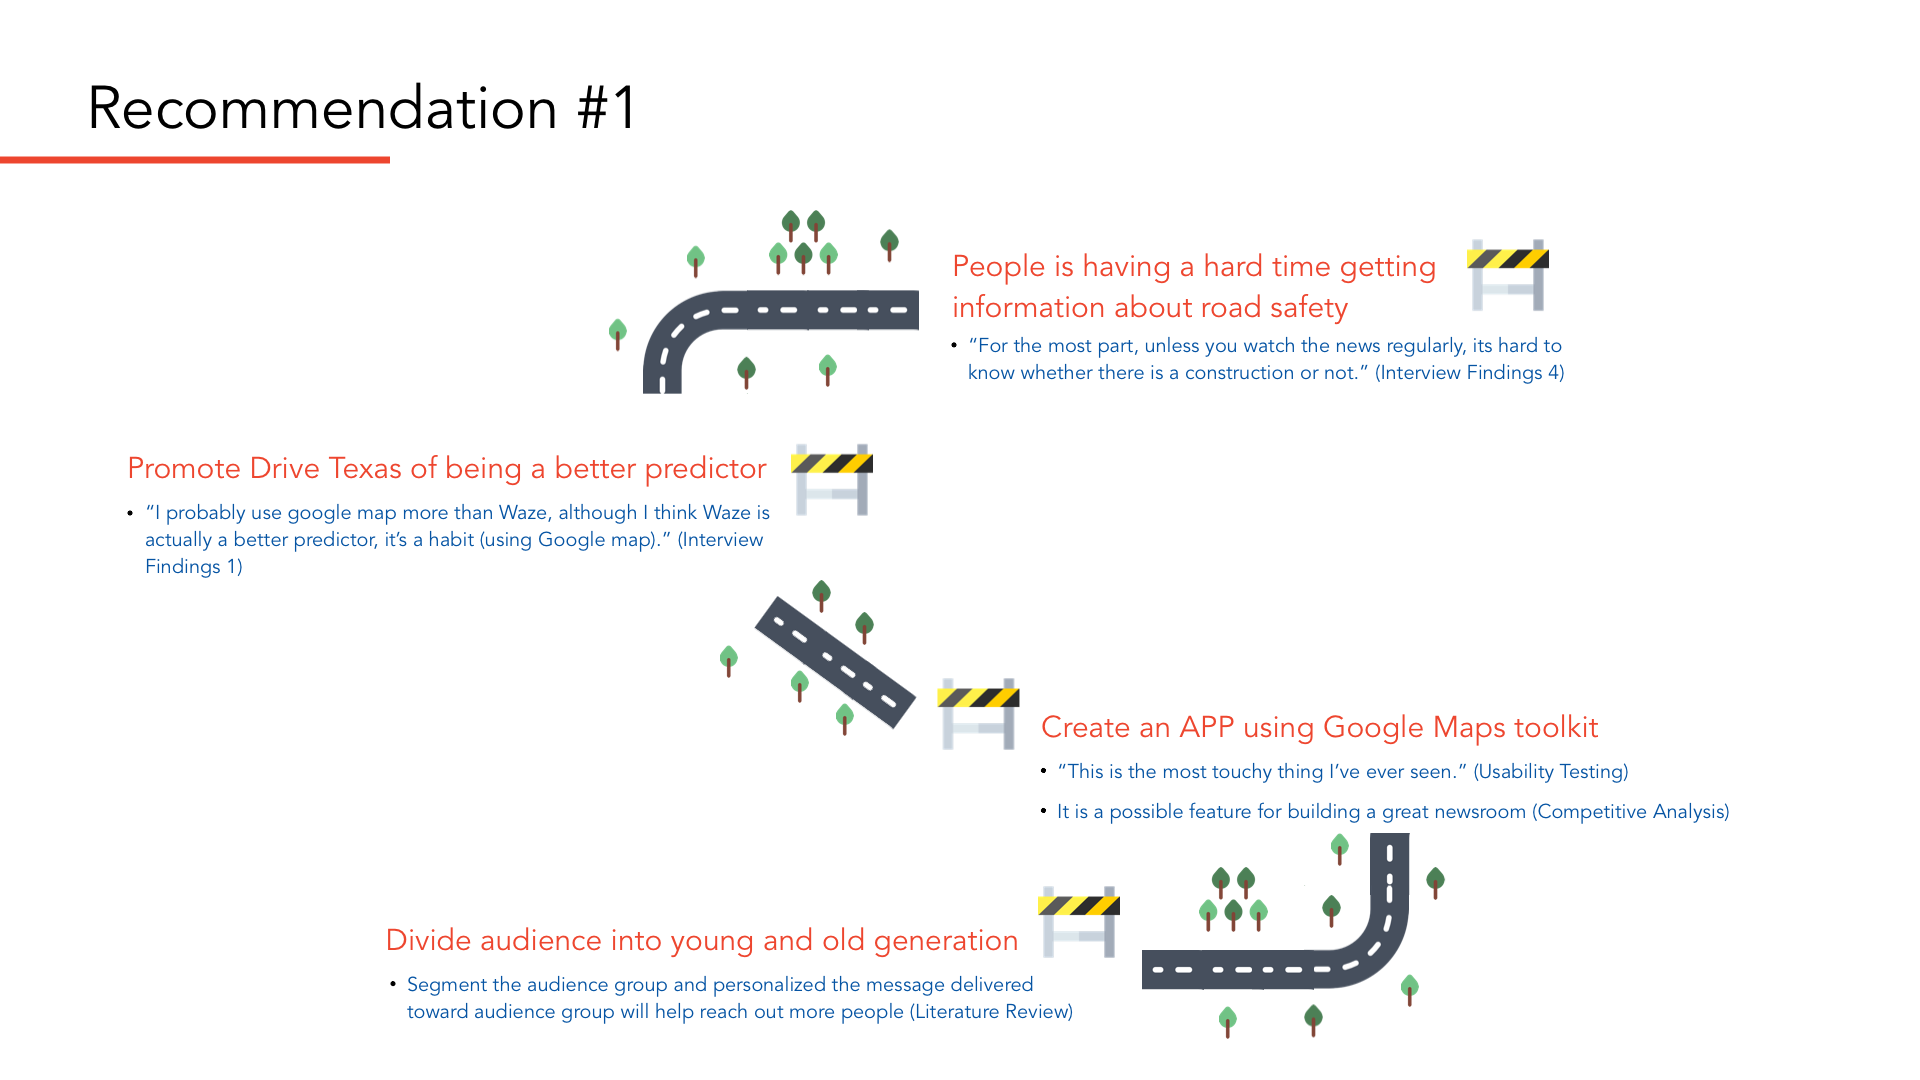 Recommendation #1
People is having a hard time getting
information about road safety
• “For the most part, unless you watch the news regularly, its hard to
know whether there is a construction or not.” (Interview Findings 4)
Promote Drive Texas of being a better predictor
• “I probably use google map more than Waze, although I think Waze is
actually a better predictor, it’s a habit (using Google map).” (Interview
Findings 1)
Create an APP using Google Maps toolkit
• “This is the most touchy thing I’ve ever seen.” (Usability Testing)
• It is a possible feature for building a great newsroom (Competitive Analysis)
Divide audience into young and old generation
• Segment the audience group and personalized the message delivered
toward audience group will help reach out more people (Literature Review)